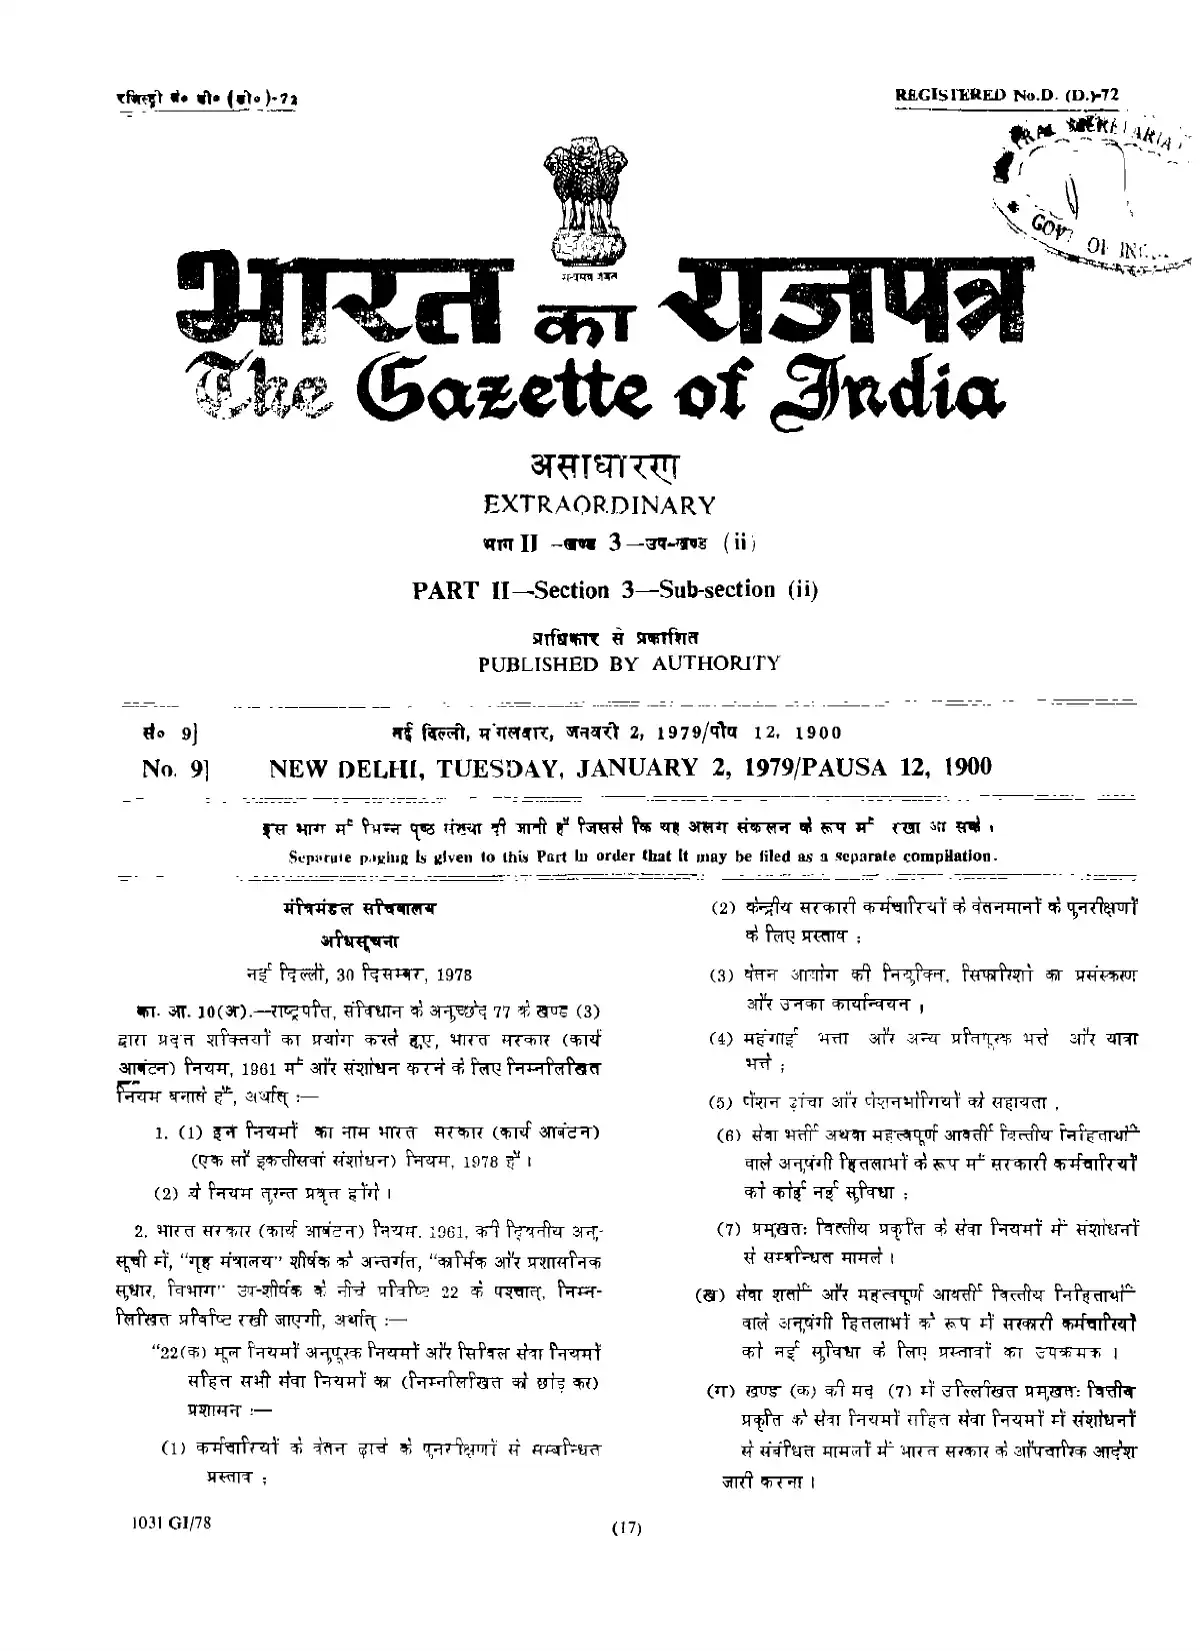 रजिस्ट्री सं० डी० (डी०)-72
REGISTERED No.D. (D.)-72
SECRETARIAT
GOVT OF IN
भारत का राजपत्र
The Gazette of India
असाधारण
EXTRAORDINARY
भाग II—खण्ड 3—उप-खण्ड (ii)
PART II—Section 3—Sub-section (ii)
प्राधिकार से प्रकाशित
PUBLISHED BY AUTHORITY
सं० 9] नई दिल्ली, मंगलवार, जनवरी 2, 1979/पौष 12, 1900
No. 9] NEW DELHI, TUESDAY, JANUARY 2, 1979/PAUSA 12, 1900
इस भाग में भिन्न पृष्ठ संख्या दी जाती है जिससे कि यह अलग संकलन के रूप में रखा जा सके।
Separate paging is given to this Part in order that it may be filed as a separate compilation.
मंत्रिमंडल सचिवालय
अधिसूचना
नई दिल्ली, 30 दिसम्बर, 1978
का. आ. 10(अ).—राष्ट्रपति, संविधान के अनुच्छेद 77 के खण्ड (3)
द्वारा प्रदत्त शक्तियों का प्रयोग करते हुए, भारत सरकार (कार्य
आबंटन) नियम, 1961 में और संशोधन करने के लिए निम्नलिखित
नियम बनाते हैं, अर्थात् :—
1. (1) इन नियमों का नाम भारत सरकार (कार्य आबंटन)
(एक सौ इकतीसवां संशोधन) नियम, 1978 है।
(2) ये नियम तुरन्त प्रवृत्त होंगे।
2. भारत सरकार (कार्य आबंटन) नियम, 1961, की द्वितीय अनु-
सूची में, "गृह मंत्रालय" शीर्षक के अन्तर्गत, "कार्मिक और प्रशासनिक
सुधार, विभाग" उप-शीर्षक के नीचे प्रविष्टि 22 के पश्चात्, निम्न-
लिखित प्रविष्टि रखी जाएगी, अर्थात् :—
"22(क) मूल नियमों अनुपूरक नियमों और सिविल सेवा नियमों
सहित सभी सेवा नियमों का (निम्नलिखित को छोड़ कर)
प्रशासन :—
(1) कर्मचारियों के वेतन ढांचे के पुनरीक्षणों से सम्बन्धित
प्रस्ताव ;
(2) केन्द्रीय सरकारी कर्मचारियों के वेतनमानों के पुनरीक्षणों
के लिए प्रस्ताव ;
(3) वेतन आयोग की नियुक्ति, सिफारिशों का प्रसंस्करण
और उनका कार्यान्वयन ;
(4) महंगाई भत्ता और अन्य प्रतिपूरक भत्ते और यात्रा
भत्ते ;
(5) पेंशन ढांचा और पेंशनभोगियों को सहायता ,
(6) सेवा भर्ती अथवा महत्वपूर्ण आवर्ती वित्तीय निहितार्थों
वाले अनुषंगी हितलाभों के रूप में सरकारी कर्मचारियों
को कोई नई सुविधा ;
(7) प्रमुखतः वित्तीय प्रकृति के सेवा नियमों में संशोधनों
से सम्बन्धित मामले।
(ख) सेवा शर्तों और महत्वपूर्ण आवर्ती वित्तीय निहितार्थों
वाले अनुषंगी हितलाभों के रूप में सरकारी कर्मचारियों
को नई सुविधा के लिए प्रस्तावों का उपक्रमक।
(ग) खण्ड (क) की मद (7) में उल्लिखित प्रमुखतः वित्तीय
प्रकृति के सेवा नियमों सहित सेवा नियमों में संशोधनों
से संबंधित मामलों में भारत सरकार के औपचारिक आदेश
जारी करना।
1031 GI/78
(17)